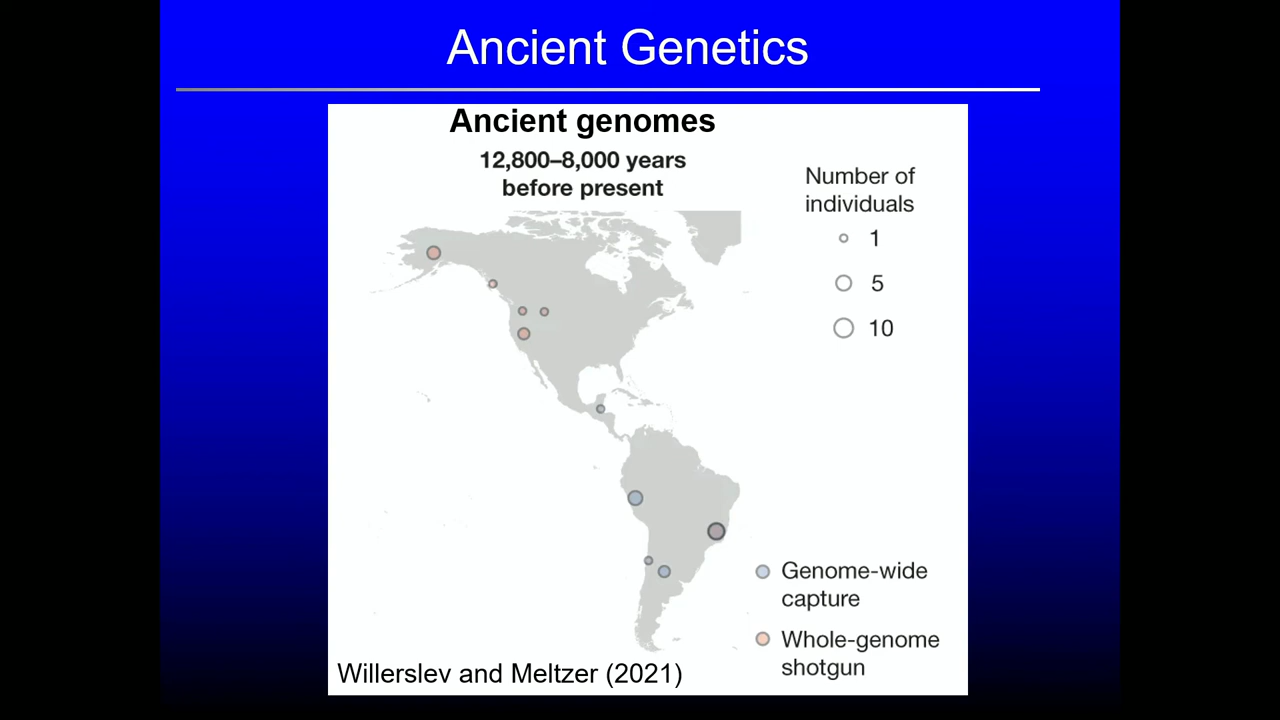 Ancient Genetics
Ancient genomes
12,800–8,000 years
before present
Number of
individuals
1
5
10
Genome-wide
capture
Whole-genome
shotgun
Willerslev and Meltzer (2021)